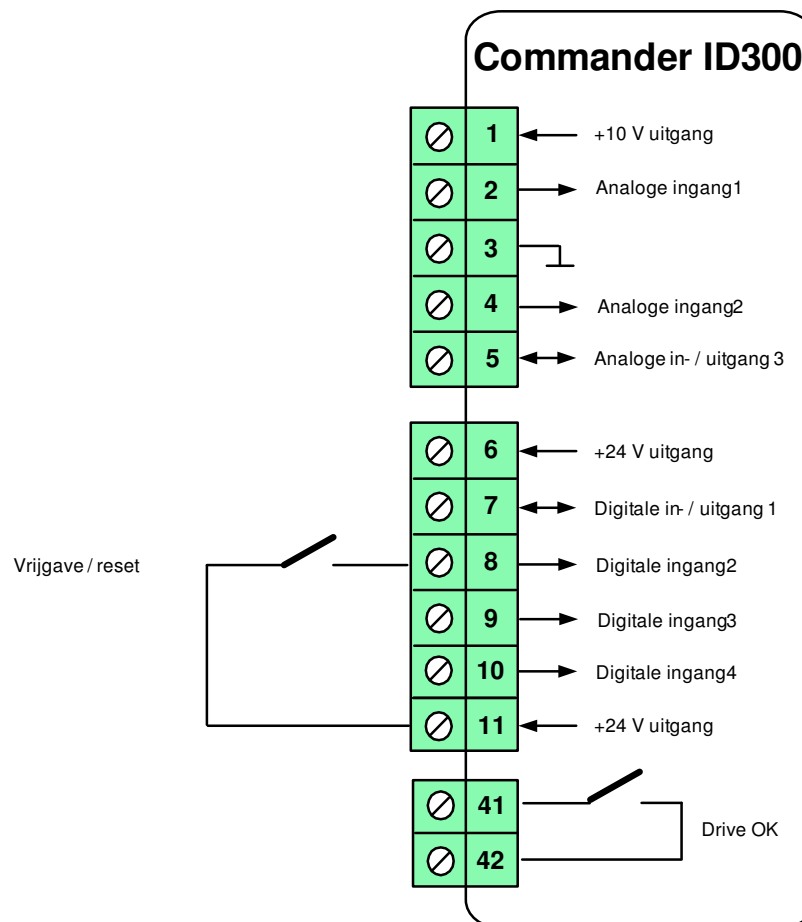 Commander ID300
1 +10 V uitgang
2 Analoge ingang1
3
4 Analoge ingang2
5 Analoge in- / uitgang 3
6 +24 V uitgang
7 Digitale in- / uitgang 1
Vrijgave / reset 8 Digitale ingang2
9 Digitale ingang3
10 Digitale ingang4
11 +24 V uitgang
41
Drive OK
42